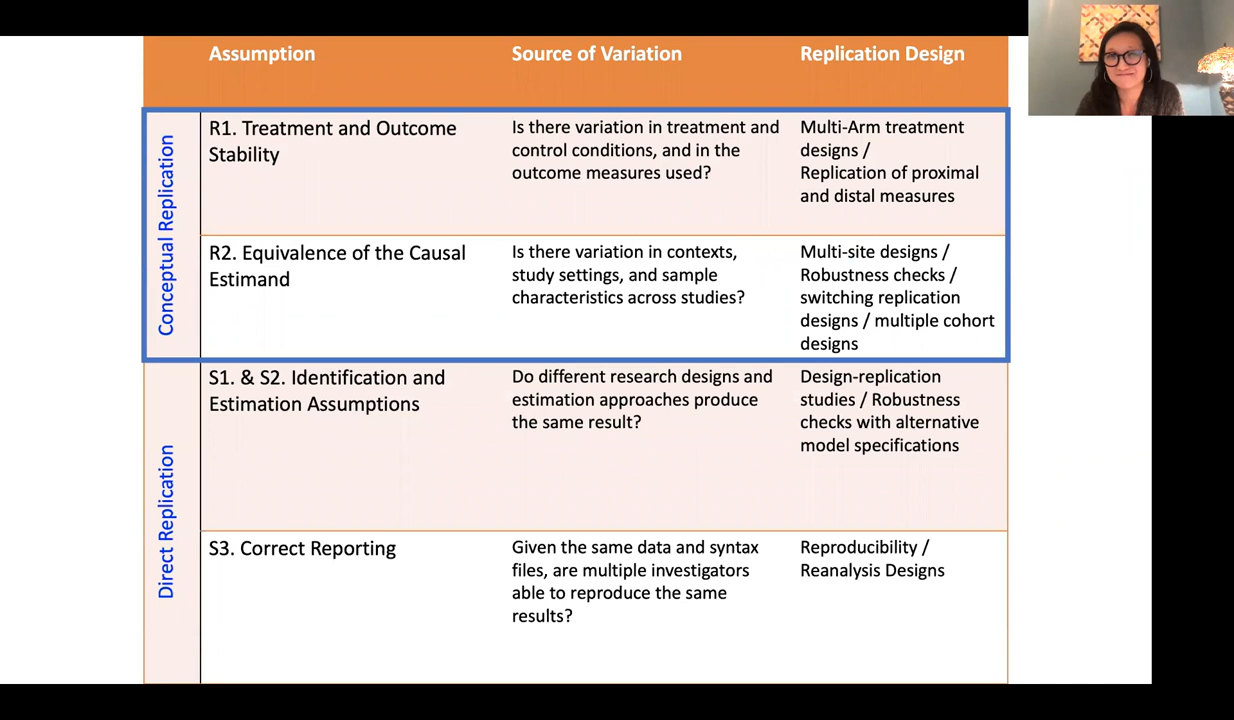 Assumption
Source of Variation
Replication Design
Conceptual Replication
R1. Treatment and Outcome
Stability
Is there variation in treatment and
control conditions, and in the
outcome measures used?
Multi-Arm treatment
designs /
Replication of proximal
and distal measures
R2. Equivalence of the Causal
Estimand
Is there variation in contexts,
study settings, and sample
characteristics across studies?
Multi-site designs /
Robustness checks /
switching replication
designs / multiple cohort
designs
Direct Replication
S1. & S2. Identification and
Estimation Assumptions
Do different research designs and
estimation approaches produce
the same result?
Design-replication
studies / Robustness
checks with alternative
model specifications
S3. Correct Reporting
Given the same data and syntax
files, are multiple investigators
able to reproduce the same
results?
Reproducibility /
Reanalysis Designs